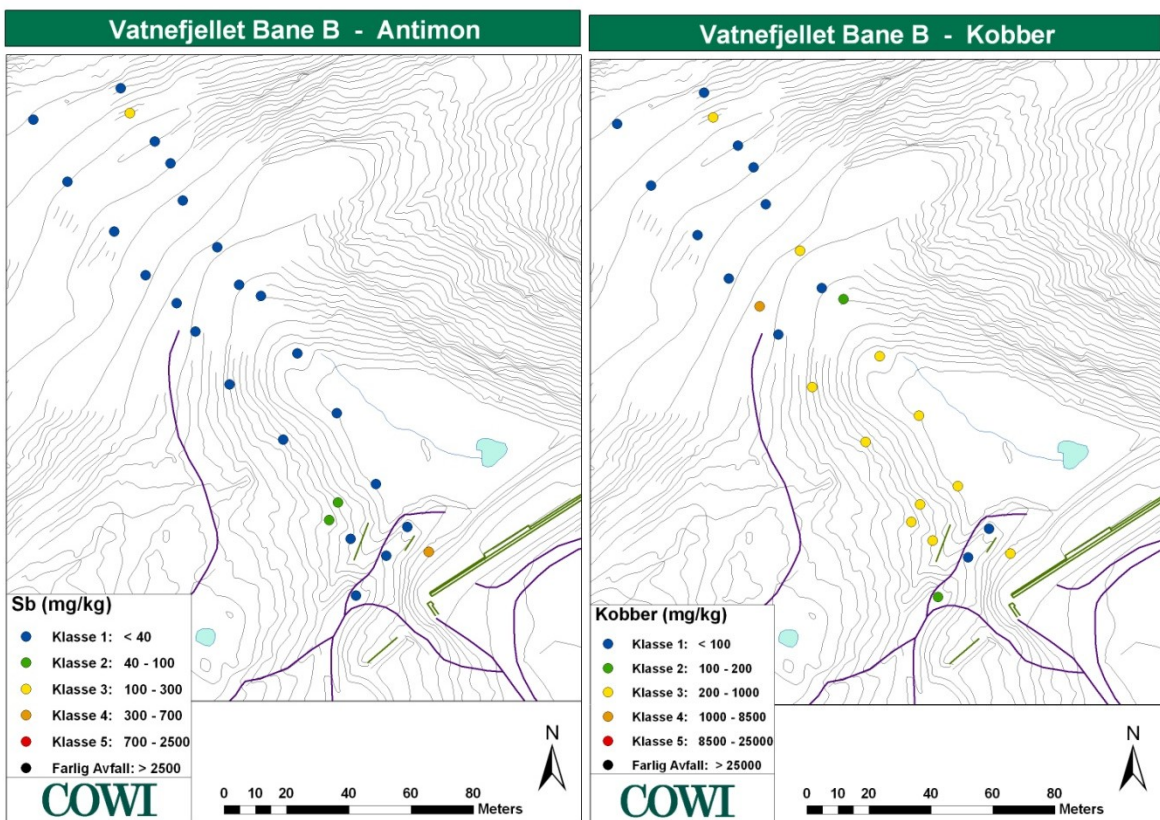 Vatnefjellet Bane B - Antimon
Sb (mg/kg)
Klasse 1: < 40
Klasse 2: 40 - 100
Klasse 3: 100 - 300
Klasse 4: 300 - 700
Klasse 5: 700 - 2500
Farlig Avfall: > 2500
COWI
N
0 20 40 60 80
Meters
Vatnefjellet Bane B - Kobber
Kobber (mg/kg)
Klasse 1: < 100
Klasse 2: 100 - 200
Klasse 3: 200 - 1000
Klasse 4: 1000 - 8500
Klasse 5: 8500 - 25000
Farlig Avfall: > 25000
COWI
N
0 20 40 60 80
Meters